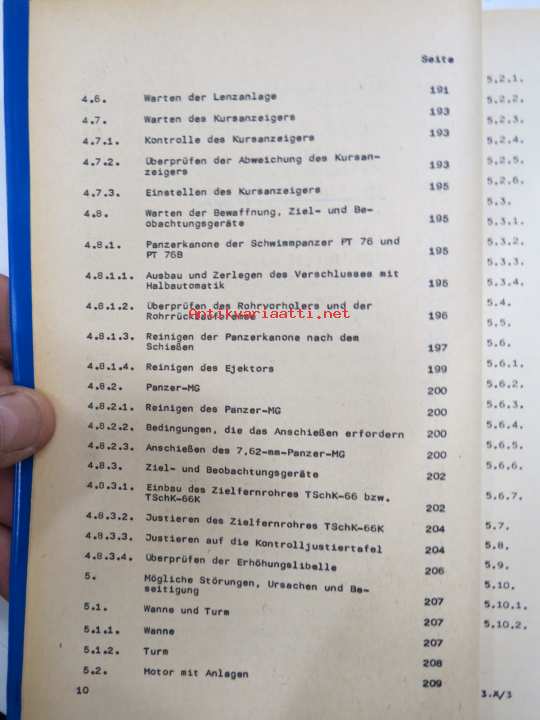 Seite
4.6. Warten der Lenzanlage 191
4.7. Warten des Kursanzeigers 193
4.7.1. Kontrolle des Kursanzeigers 193
4.7.2. Überprüfen der Abweichung des Kursan-
zeigers 193
4.7.3. Einstellen des Kursanzeigers 195
4.8. Warten der Bewaffnung, Ziel- und Be-
obachtungsgeräte 195
4.8.1. Panzerkanone der Schwimmpanzer PT 76 und
PT 76B 195
4.8.1.1. Ausbau und Zerlegen des Verschlusses mit
Halbautomatik 195
4.8.1.2. Überprüfen des Rohrvorholers und der
Rohrrücklaufbremse 196
Antikvariaatti.net
4.8.1.3. Reinigen der Panzerkanone nach dem
Schießen 197
4.8.1.4. Reinigen des Ejektors 199
4.8.2. Panzer-MG 200
4.8.2.1. Reinigen des Panzer-MG 200
4.8.2.2. Bedingungen, die das Anschießen erfordern 200
4.8.2.3. Anschießen des 7,62-mm-Panzer-MG 200
4.8.3. Ziel- und Beobachtungsgeräte 202
4.8.3.1. Einbau des Zielfernrohres TSchK-66 bzw.
TSchK-66K 202
4.8.3.2. Justieren des Zielfernrohres TSchK-66K 204
4.8.3.3. Justieren auf die Kontrolljustiertafel 204
4.8.3.4. Überprüfen der Erhöhungslibelle 206
5. Mögliche Störungen, Ursachen und Be-
seitigung 207
5.1. Wanne und Turm 207
5.1.1. Wanne 207
5.1.2. Turm 208
5.2. Motor mit Anlagen 209
10
5.2.1.
5.2.2.
5.2.3.
5.2.4.
5.2.5.
5.2.6.
5.3.
5.3.1.
5.3.2.
5.3.3.
5.3.4.
5.4.
5.5.
5.6.
5.6.1.
5.6.2.
5.6.3.
5.6.4.
5.6.5.
5.6.6.
5.6.7.
5.7.
5.8.
5.9.
5.10.
5.10.1.
5.10.2.
3.A/3